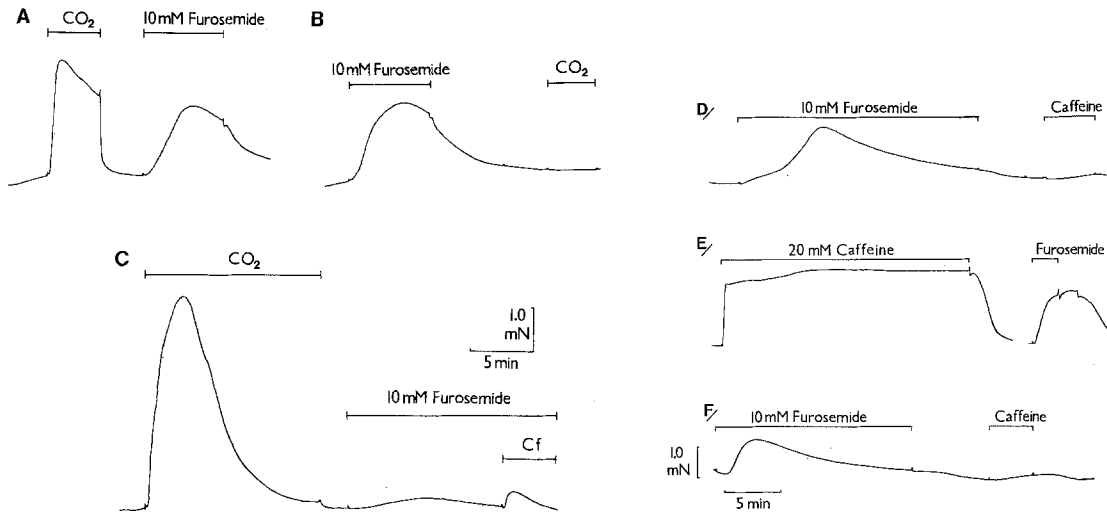 A
CO₂
10 mM Furosemide
B
10 mM Furosemide
CO₂
C
CO₂
1.0
mN
5 min
10 mM Furosemide
Cf
D/
10 mM Furosemide
Caffeine
E/
20 mM Caffeine
Furosemide
F/
10 mM Furosemide
Caffeine
1.0
mN
5 min